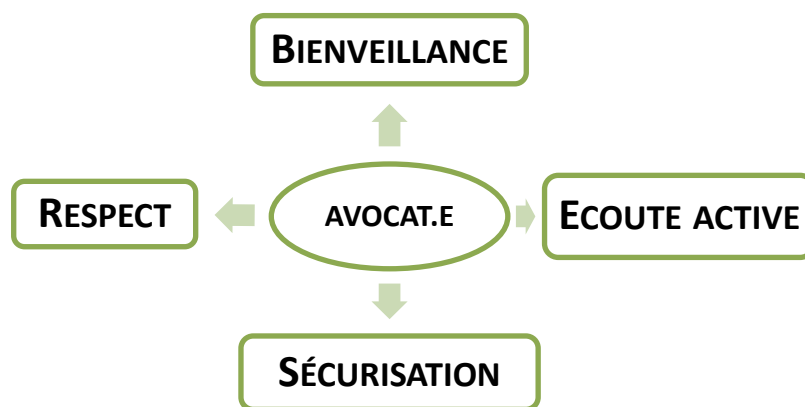 BIENVEILLANCE
RESPECT
AVOCAT.E
ECOUTE ACTIVE
SÉCURISATION